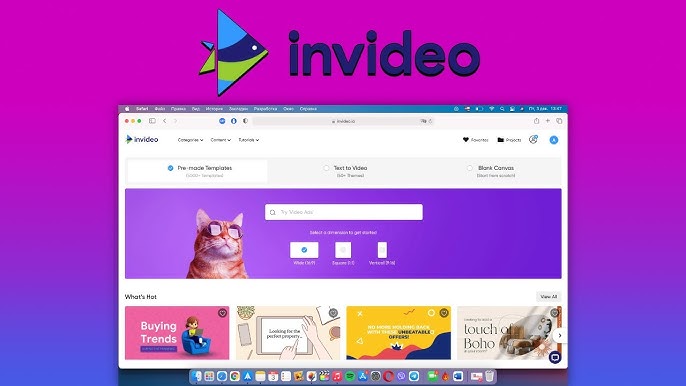 invideo
Safari Файл Правка Вид История Закладки Разработка Окно Справка
invideo.io
invideo
Categories Content Tutorials
Favorites Projects
A
Pre-made Templates
Text to Video
Blank Canvas
(5000+ Templates)
(50+ Themes)
(Start from scratch)
Try 'Video Ads'
Select a dimension to get started
Wide (16:9) Square (1:1) Vertical (9:16)
What's Hot
View All
Buying
Trends
Looking for the
perfect property...
NO MORE HOLDING BACK
WITH THESE UNBEATABLE
OFFERS!
touch of
Boho